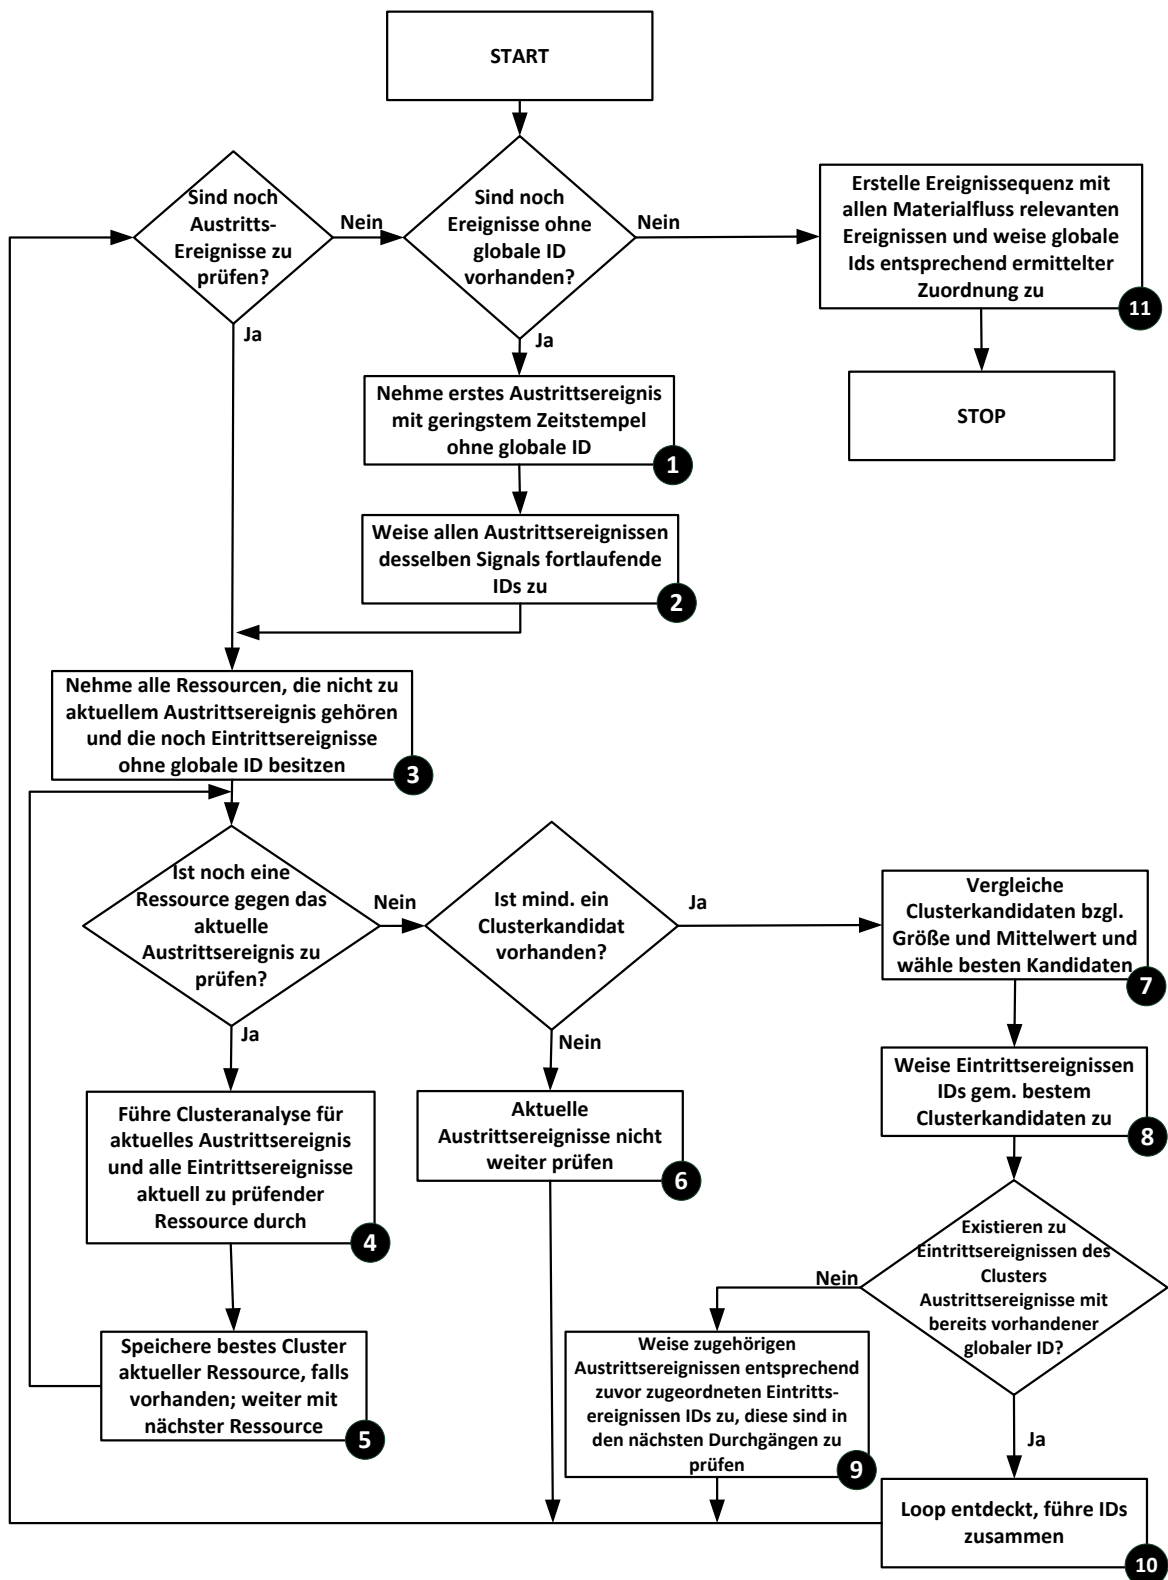 START
Sind noch
Austritts-
Ereignisse zu
prüfen?
Nein
Ja
Sind noch
Ereignisse ohne
globale ID
vorhanden?
Nein
Ja
Erstelle Ereignissequenz mit
allen Materialfluss relevanten
Ereignissen und weise globale
Ids entsprechend ermittelter
Zuordnung zu
11
STOP
Nehme erstes Austrittsereignis
mit geringstem Zeitstempel
ohne globale ID
1
Weise allen Austrittsereignissen
desselben Signals fortlaufende
IDs zu
2
Nehme alle Ressourcen, die nicht zu
aktuellem Austrittsereignis gehören
und die noch Eintrittsereignisse
ohne globale ID besitzen
3
Ist noch eine
Ressource gegen das
aktuelle
Austrittsereignis zu
prüfen?
Nein
Ja
Ist mind. ein
Clusterkandidat
vorhanden?
Ja
Nein
Vergleiche
Clusterkandidaten bzgl.
Größe und Mittelwert und
wähle besten Kandidaten
7
Führe Clusteranalyse für
aktuelles Austrittsereignis
und alle Eintrittsereignisse
aktuell zu prüfender
Ressource durch
4
Aktuelle
Austrittsereignisse nicht
weiter prüfen
6
Weise Eintrittsereignissen
IDs gem. bestem
Clusterkandidaten zu
8
Existieren zu
Eintrittsereignissen des
Clusters
Austrittsereignisse mit
bereits vorhandener
globaler ID?
Nein
Ja
Speichere bestes Cluster
aktueller Ressource, falls
vorhanden; weiter mit
nächster Ressource
5
Weise zugehörigen
Austrittsereignissen entsprechend
zuvor zugeordneten Eintritts-
ereignissen IDs zu, diese sind in
den nächsten Durchgängen zu
prüfen
9
Loop entdeckt, führe IDs
zusammen
10